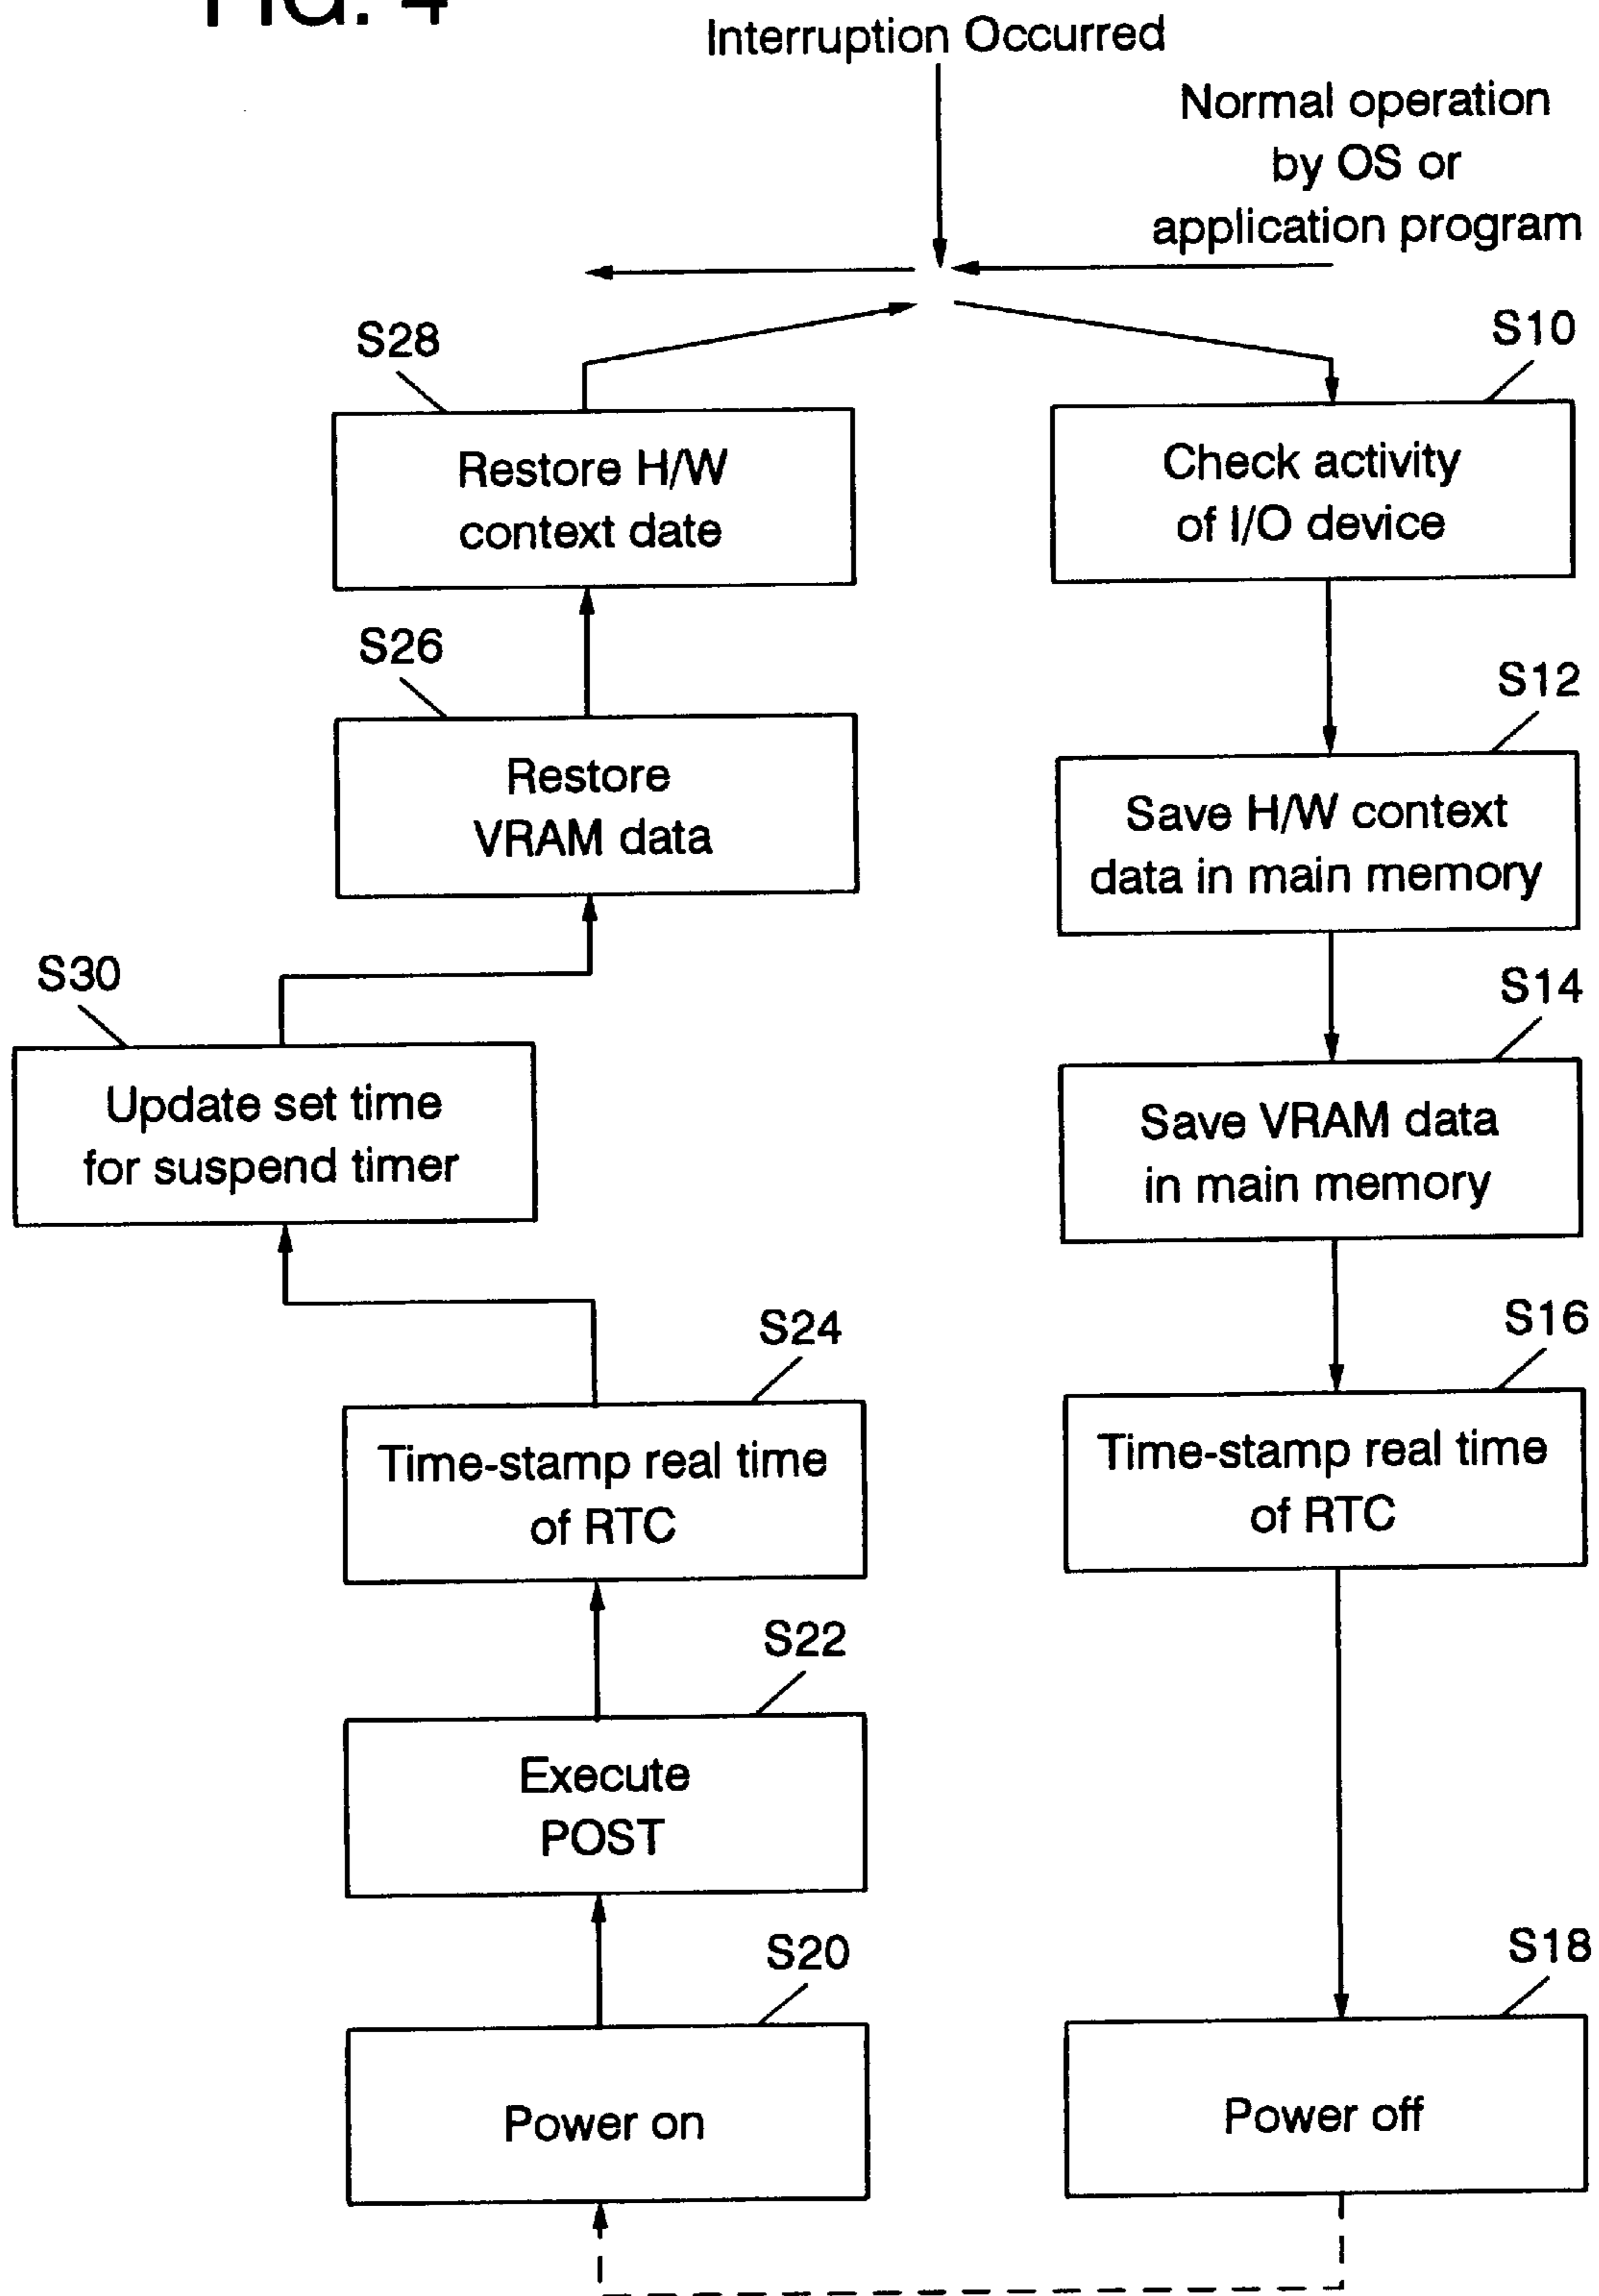 FIG. 4
Interruption Occurred
Normal operation
by OS or
application program
S28
S10
Restore H/W
context date
Check activity
of I/O device
S26
S12
Restore
VRAM data
Save H/W context
data in main memory
S30
S14
Update set time
for suspend timer
Save VRAM data
in main memory
S24
S16
Time-stamp real time
of RTC
Time-stamp real time
of RTC
S22
Execute
POST
S20
S18
Power on
Power off